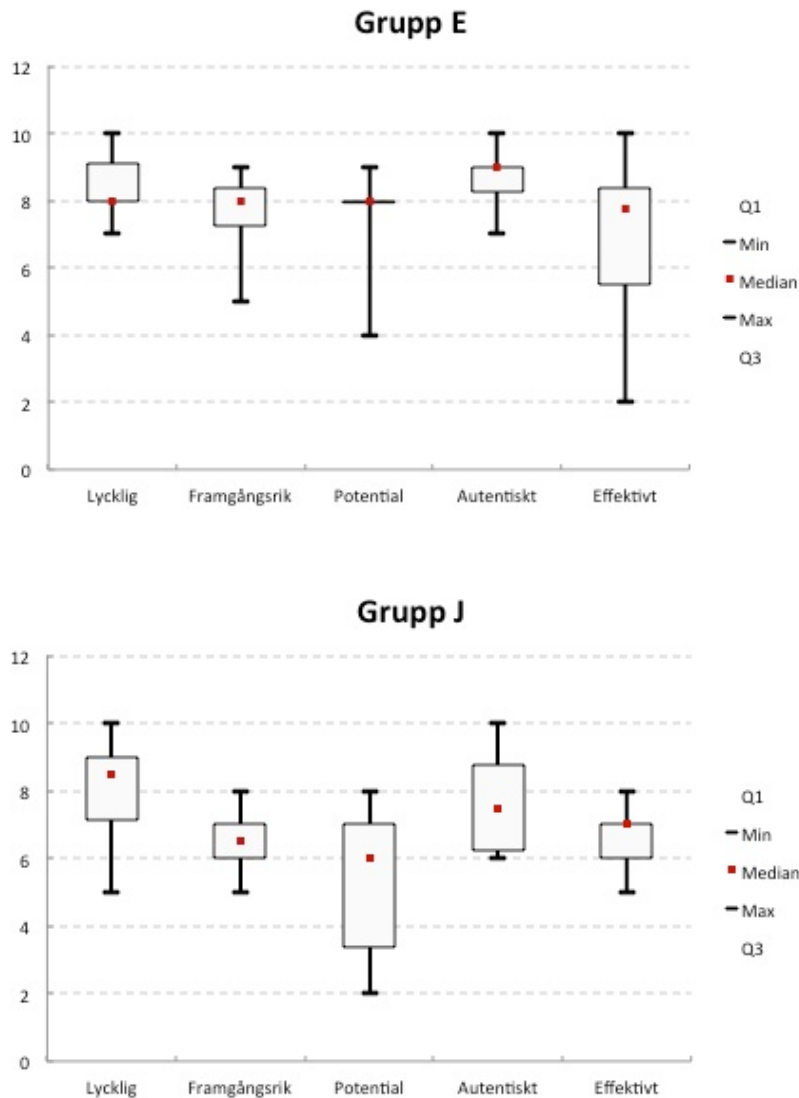 Grupp E
12
10
8
6
4
2
0
Lycklig Framgångsrik Potential Autentiskt Effektivt
Q1
Min
Median
Max
Q3
Grupp J
12
10
8
6
4
2
0
Lycklig Framgångsrik Potential Autentiskt Effektivt
Q1
Min
Median
Max
Q3